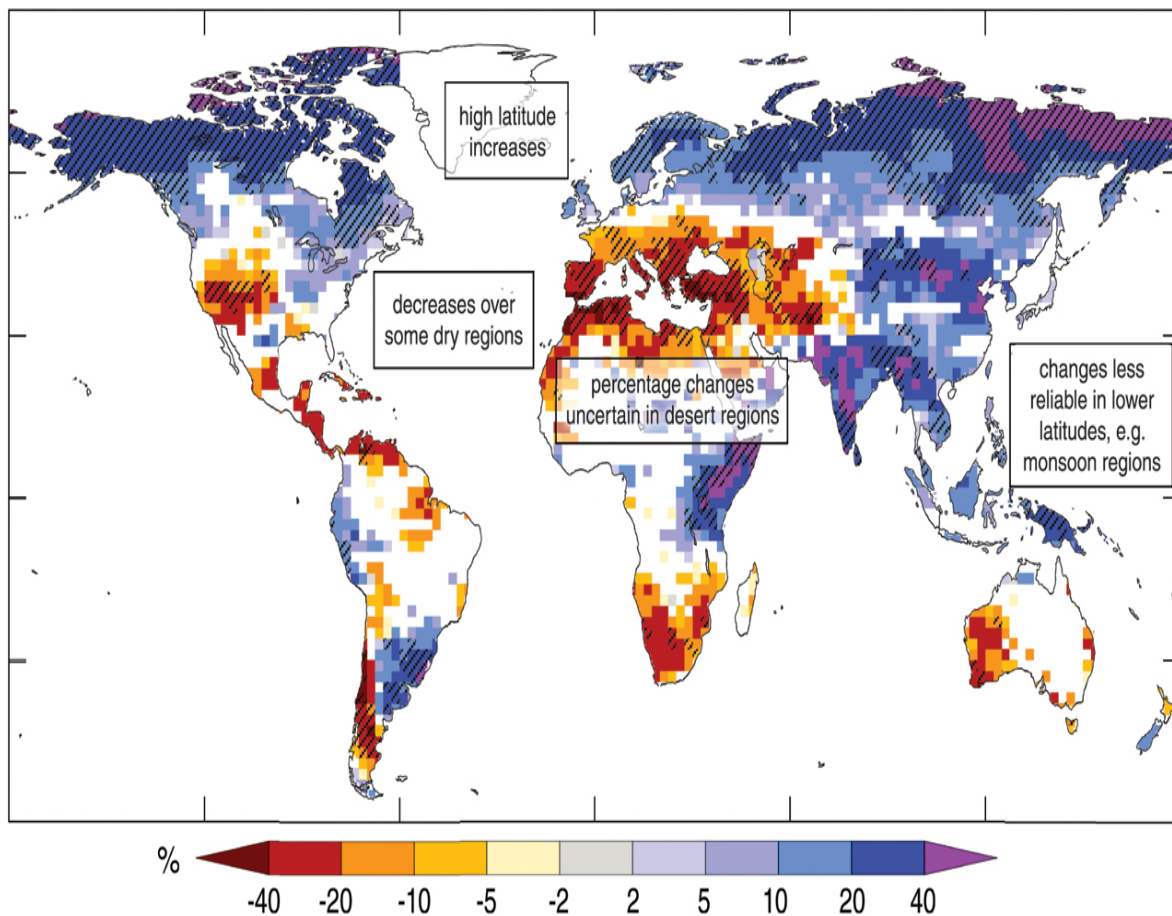 high latitude
increases
decreases over
some dry regions
percentage changes
uncertain in desert regions
changes less
reliable in lower
latitudes, e.g.
monsoon regions
%
-40 -20 -10 -5 -2 2 5 10 20 40